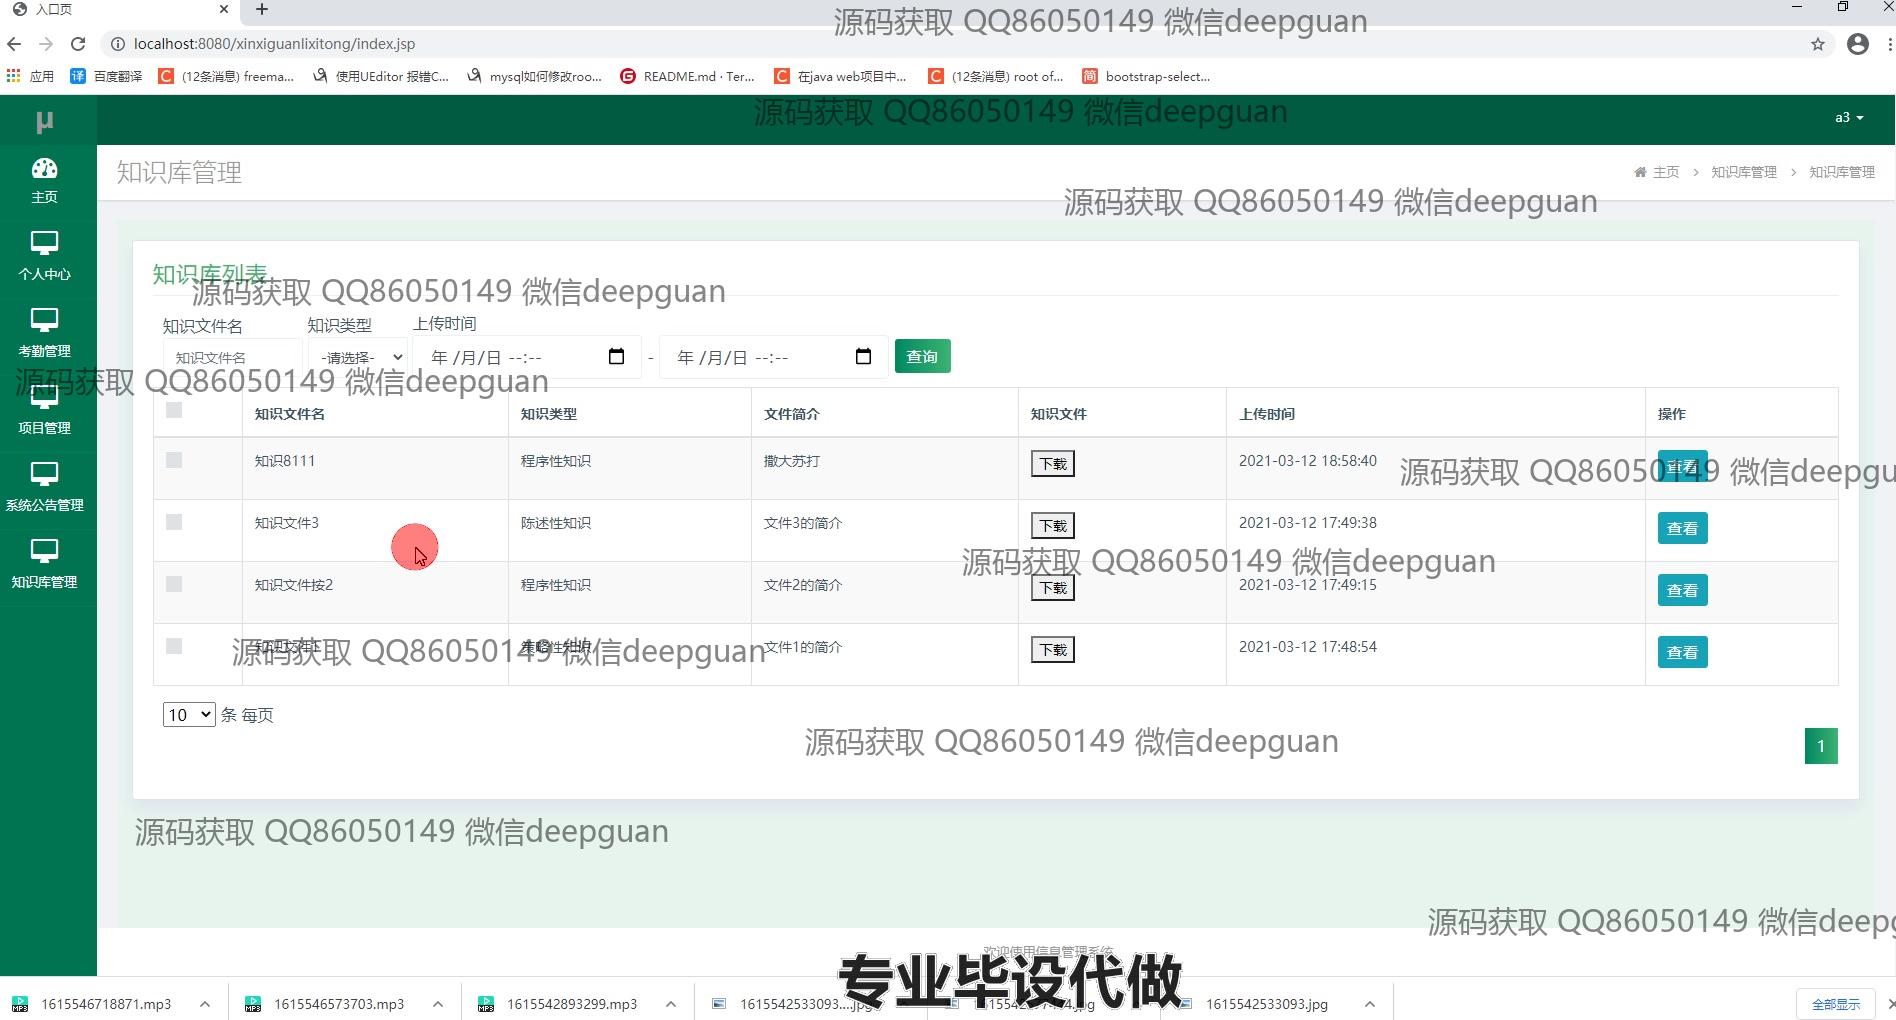 入口页
源码获取 QQ86050149 微信deepguan
localhost:8080/xinxiguanlixitong/index.jsp
应用 百度翻译 (12条消息) freema... 使用UEditor 报错C... mysql如何修改roo... README.md · Ter... 在java web项目中... (12条消息) root of... bootstrap-select...
源码获取 QQ86050149 微信deepguan
µ
a3
主页
知识库管理
主页 > 知识库管理 > 知识库管理
源码获取 QQ86050149 微信deepguan
个人中心
知识库列表
源码获取 QQ86050149 微信deepguan
知识文件名 知识类型 上传时间
考勤管理
知识文件名 -请选择- 年 /月/日 --:-- - 年 /月/日 --:-- 查询
源码获取 QQ86050149 微信deepguan
项目管理
知识文件名 知识类型 文件简介 知识文件 上传时间 操作
知识8111 程序性知识 撒大苏打 下载 2021-03-12 18:58:40 查看
源码获取 QQ86050149 微信deepgu
系统公告管理
知识文件3 陈述性知识 文件3的简介 下载 2021-03-12 17:49:38 查看
源码获取 QQ86050149 微信deepguan
知识库管理
知识文件按2 程序性知识 文件2的简介 下载 2021-03-12 17:49:15 查看
知识文件1 策略性知识 文件1的简介 下载 2021-03-12 17:48:54 查看
源码获取 QQ86050149 微信deepguan
10 条 每页
源码获取 QQ86050149 微信deepguan
1
源码获取 QQ86050149 微信deepguan
源码获取 QQ86050149 微信deepg
欢迎使用信息管理系统
专业毕设代做
1615546718871.mp3 1615546573703.mp3 1615542893299.mp3 1615542533093....jpg 1615542533093.jpg 全部显示